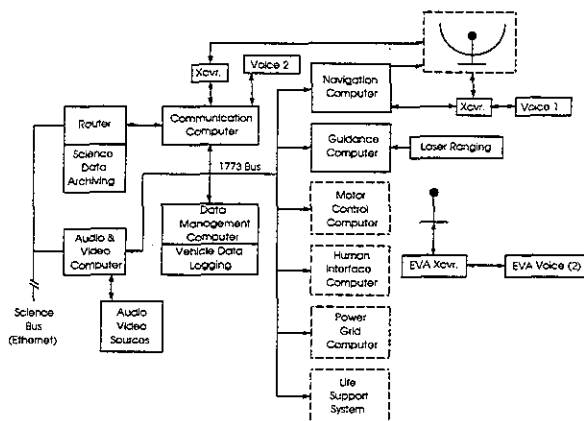 Xcvr.
Voice 2
Navigation
Computer
Communication
Computer
Router
Science
Data
Archiving
Xcvr.
Voice 1
Guidance
Computer
Laser Ranging
1773 Bus
Data
Management
Computer
Vehicle Data
Logging
Motor
Control
Computer
Audio &
Video
Computer
Human
Interface
Computer
EVA Xcvr.
EVA Voice (2)
Science
Bus
(Ethernet)
Audio
Video
Sources
Power
Grid
Computer
Life
Support
System